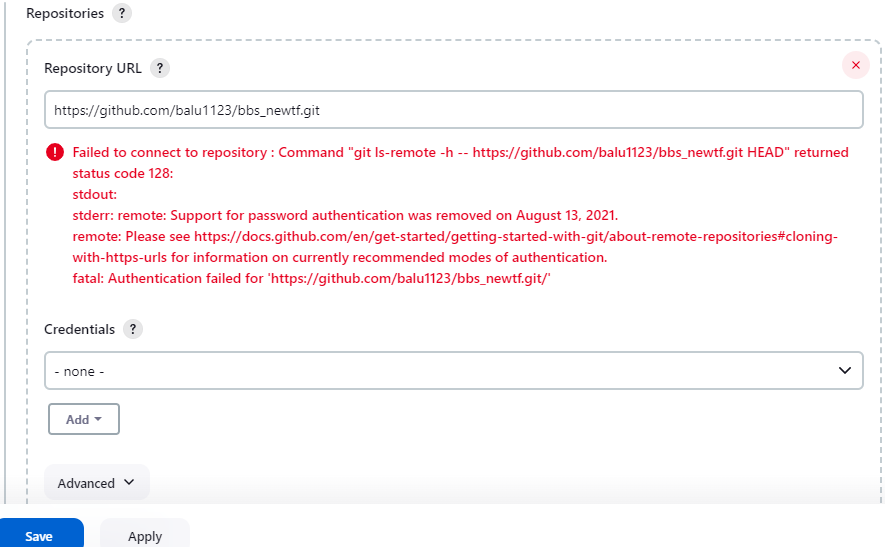 Repositories ?
Repository URL ?
×
https://github.com/balu1123/bbs_newtf.git
! Failed to connect to repository : Command "git ls-remote -h -- https://github.com/balu1123/bbs_newtf.git HEAD" returned
status code 128:
stdout:
stderr: remote: Support for password authentication was removed on August 13, 2021.
remote: Please see https://docs.github.com/en/get-started/getting-started-with-git/about-remote-repositories#cloning-
with-https-urls for information on currently recommended modes of authentication.
fatal: Authentication failed for 'https://github.com/balu1123/bbs_newtf.git/'
Credentials ?
- none -
Add
Advanced
Save Apply